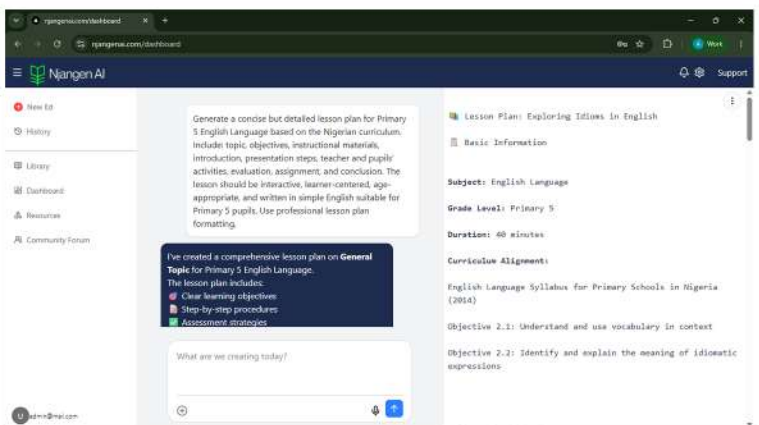 njangenai.com/dashboard
njangenai.com/dashboard
Work
Njangen AI
Support
New Ed
History
Library
Dashboard
Resources
Community Forum
admin@mail.com
Generate a concise but detailed lesson plan for Primary
5 English Language based on the Nigerian curriculum.
Include: topic, objectives, instructional materials,
introduction, presentation steps, teacher and pupils'
activities, evaluation, assignment, and conclusion. The
lesson should be interactive, learner-centered, age-
appropriate, and written in simple English suitable for
Primary 5 pupils. Use professional lesson plan
formatting.
I've created a comprehensive lesson plan on General
Topic for Primary 5 English Language.
The lesson plan includes:
Clear learning objectives
Step-by-step procedures
Assessment strategies
What are we creating today?
Lesson Plan: Exploring Idioms in English
Basic Information
Subject: English Language
Grade Level: Primary 5
Duration: 40 minutes
Curriculum Alignment:
English Language Syllabus for Primary Schools in Nigeria
(2014)
Objective 2.1: Understand and use vocabulary in context
Objective 2.2: Identify and explain the meaning of idiomatic
expressions